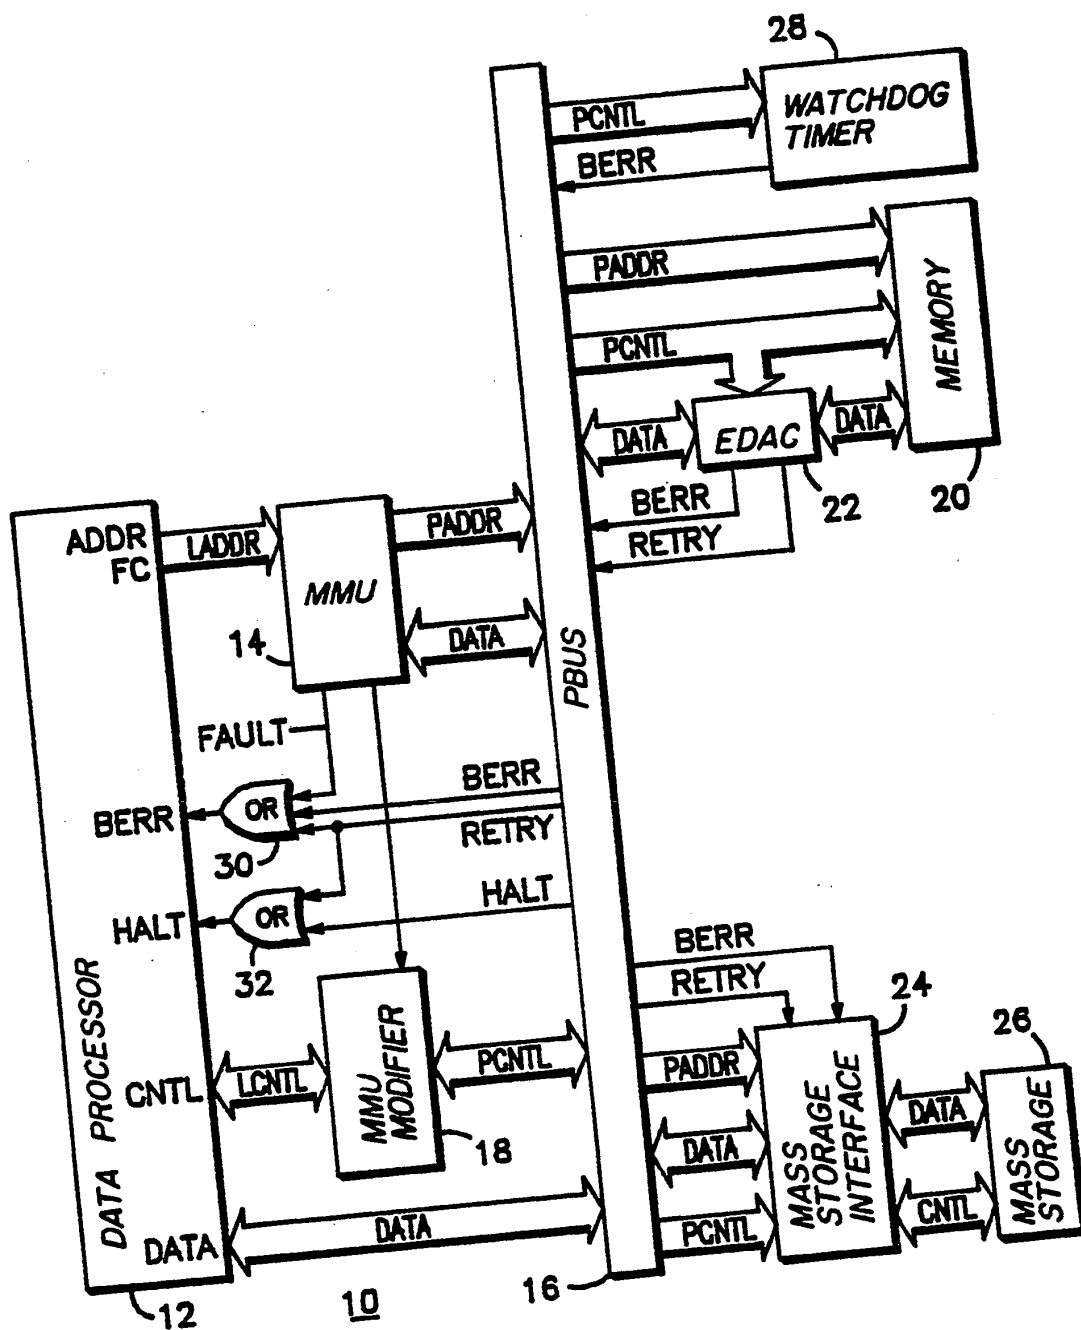 28
WATCHDOG
TIMER
PCNTL
BERR
PADDR
PCNTL
MEMORY
DATA
EDAC
DATA
20
22
BERR
RETRY
ADDR
FC
LADDR
MMU
PADDR
DATA
14
PBUS
FAULT
BERR
OR
BERR
RETRY
30
HALT
OR
HALT
32
BERR
RETRY
24
26
DATA PROCESSOR
CNTL
LCNTL
MMU
MODIFIER
PCNTL
18
PADDR
DATA
PCNTL
MASS
STORAGE
INTERFACE
DATA
CNTL
MASS
STORAGE
DATA
DATA
12
10
16